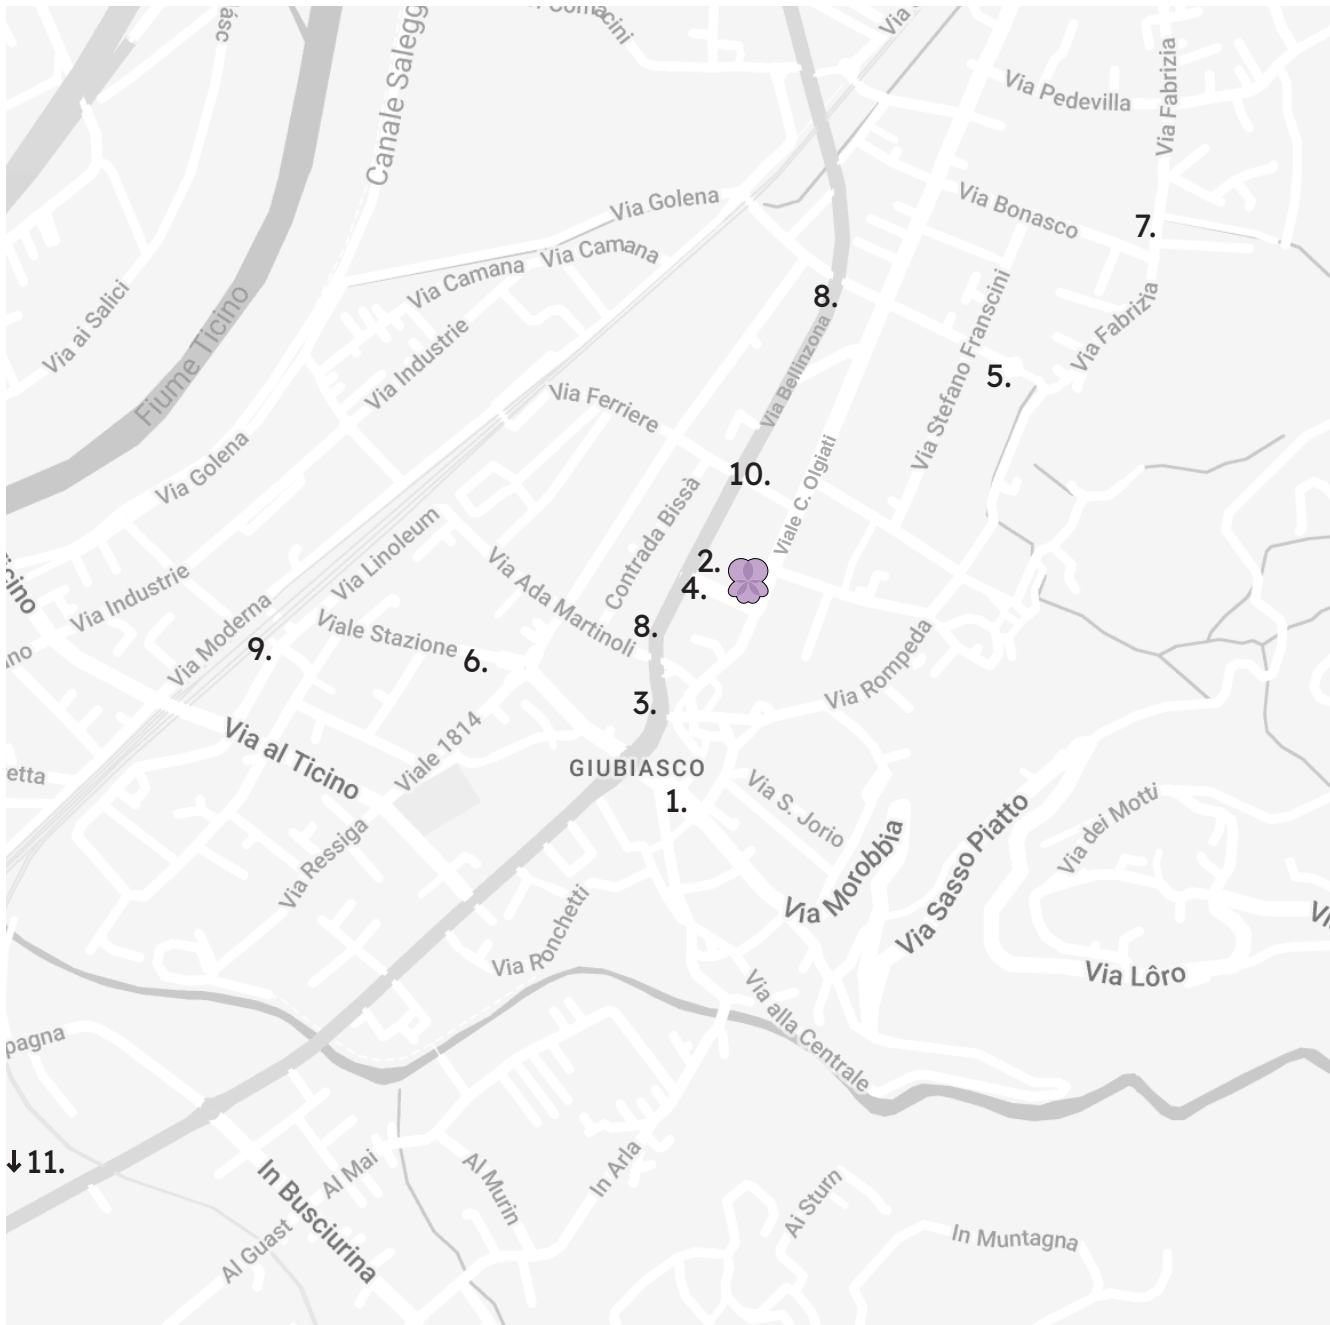 Canale Saleg
Via Pedevilla
Via Fabrizia
Via Golena
Via Bonasco
7.
Via Camana
Via Camana
8.
Via ai Salici
Fiume Ticino
Via Industrie
Via Bellinzona
Via Stefano Franscini
Via Fabrizia
5.
Via Ferriere
Via Golena
10.
Viale C. Olgiati
Contrada Bissà
Via Linoleum
Via Ada Martinoli
2.
4.
Via Industrie
Via Moderna
Viale Stazione
8.
9.
6.
Via Rompeda
3.
Via al Ticino
Viale 1814
GIUBIASCO
1.
Via S. Jorio
etta
Via Ressiga
Via Morobbia
Via Sasso Piatto
Via dei Motti
Via Ronchetti
Via Lôro
Via alla Centrale
pagna
↓11.
In Busciurina
Al Mai
Al Murin
In Arla
Ai Sturn
Al Guast
In Muntagna